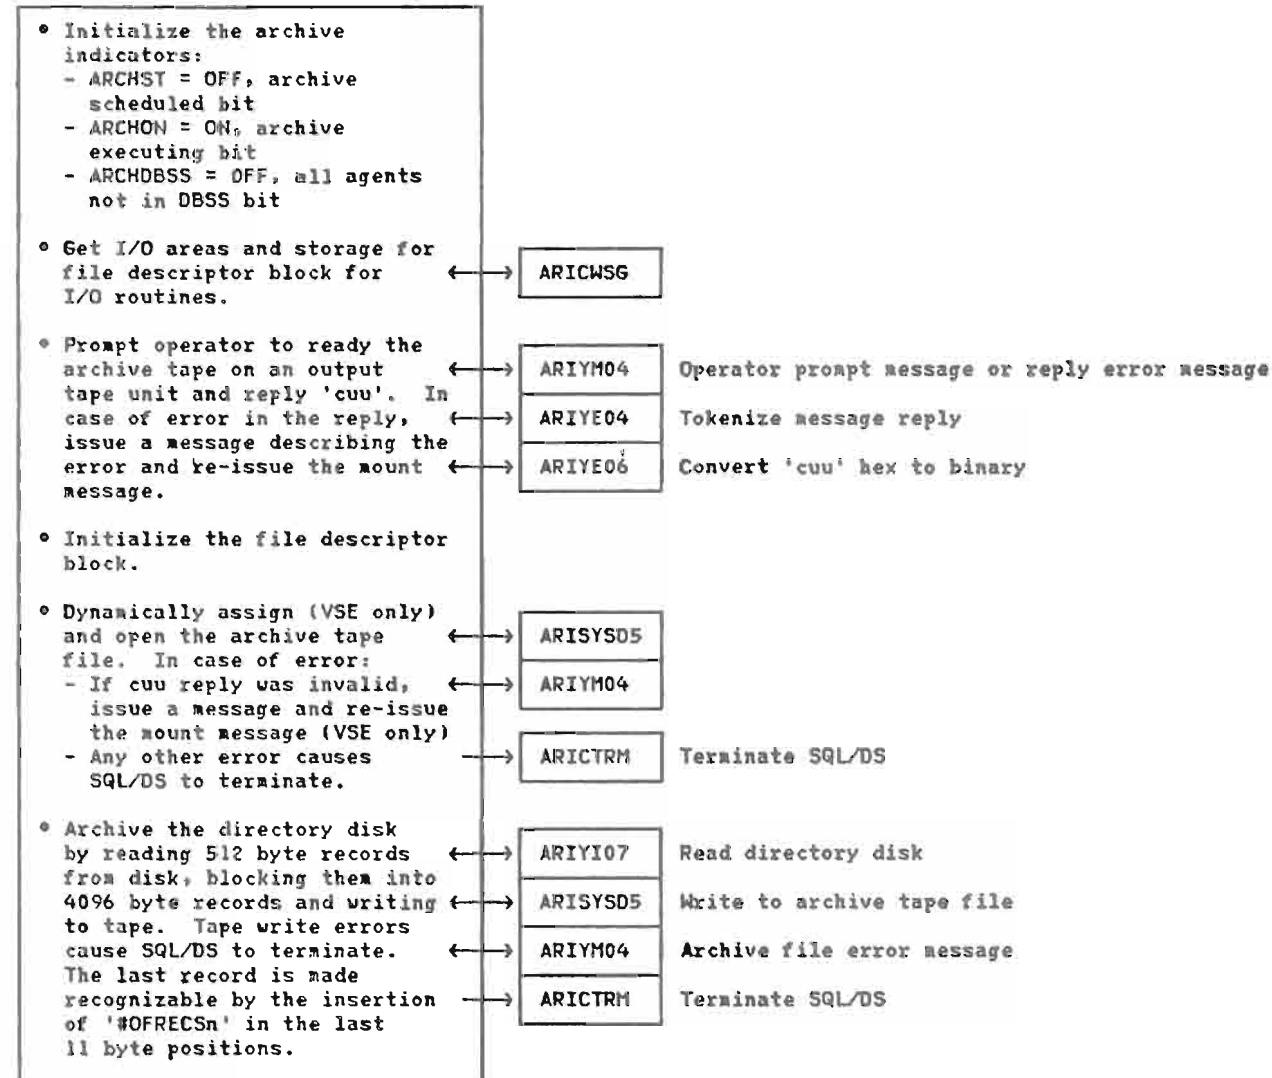 • Initialize the archive
indicators:
- ARCHST = OFF, archive
scheduled bit
- ARCHON = ON, archive
executing bit
- ARCHDBSS = OFF, all agents
not in DBSS bit
• Get I/O areas and storage for
file descriptor block for
I/O routines.
ARICWSG
• Prompt operator to ready the
archive tape on an output
tape unit and reply 'cuu'. In
case of error in the reply,
issue a message describing the
error and re-issue the mount
message.
ARIYM04 Operator prompt message or reply error message
ARIYE04 Tokenize message reply
ARIYE06 Convert 'cuu' hex to binary
• Initialize the file descriptor
block.
• Dynamically assign (VSE only)
and open the archive tape
file. In case of error:
- If cuu reply was invalid,
issue a message and re-issue
the mount message (VSE only)
- Any other error causes
SQL/DS to terminate.
ARISYSD5
ARIYM04
ARICTRM Terminate SQL/DS
• Archive the directory disk
by reading 512 byte records
from disk, blocking them into
4096 byte records and writing
to tape. Tape write errors
cause SQL/DS to terminate.
The last record is made
recognizable by the insertion
of '#OFRECSn' in the last
11 byte positions.
ARIYI07 Read directory disk
ARISYSD5 Write to archive tape file
ARIYM04 Archive file error message
ARICTRM Terminate SQL/DS